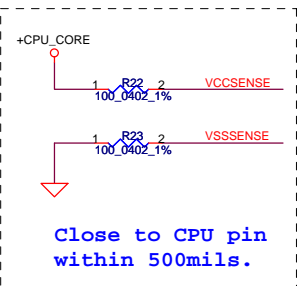 +CPU_CORE
1 R22 2 VCCSENSE
100_0402_1%
1 R23 2 VSSSENSE
100_0402_1%
Close to CPU pin
within 500mils.